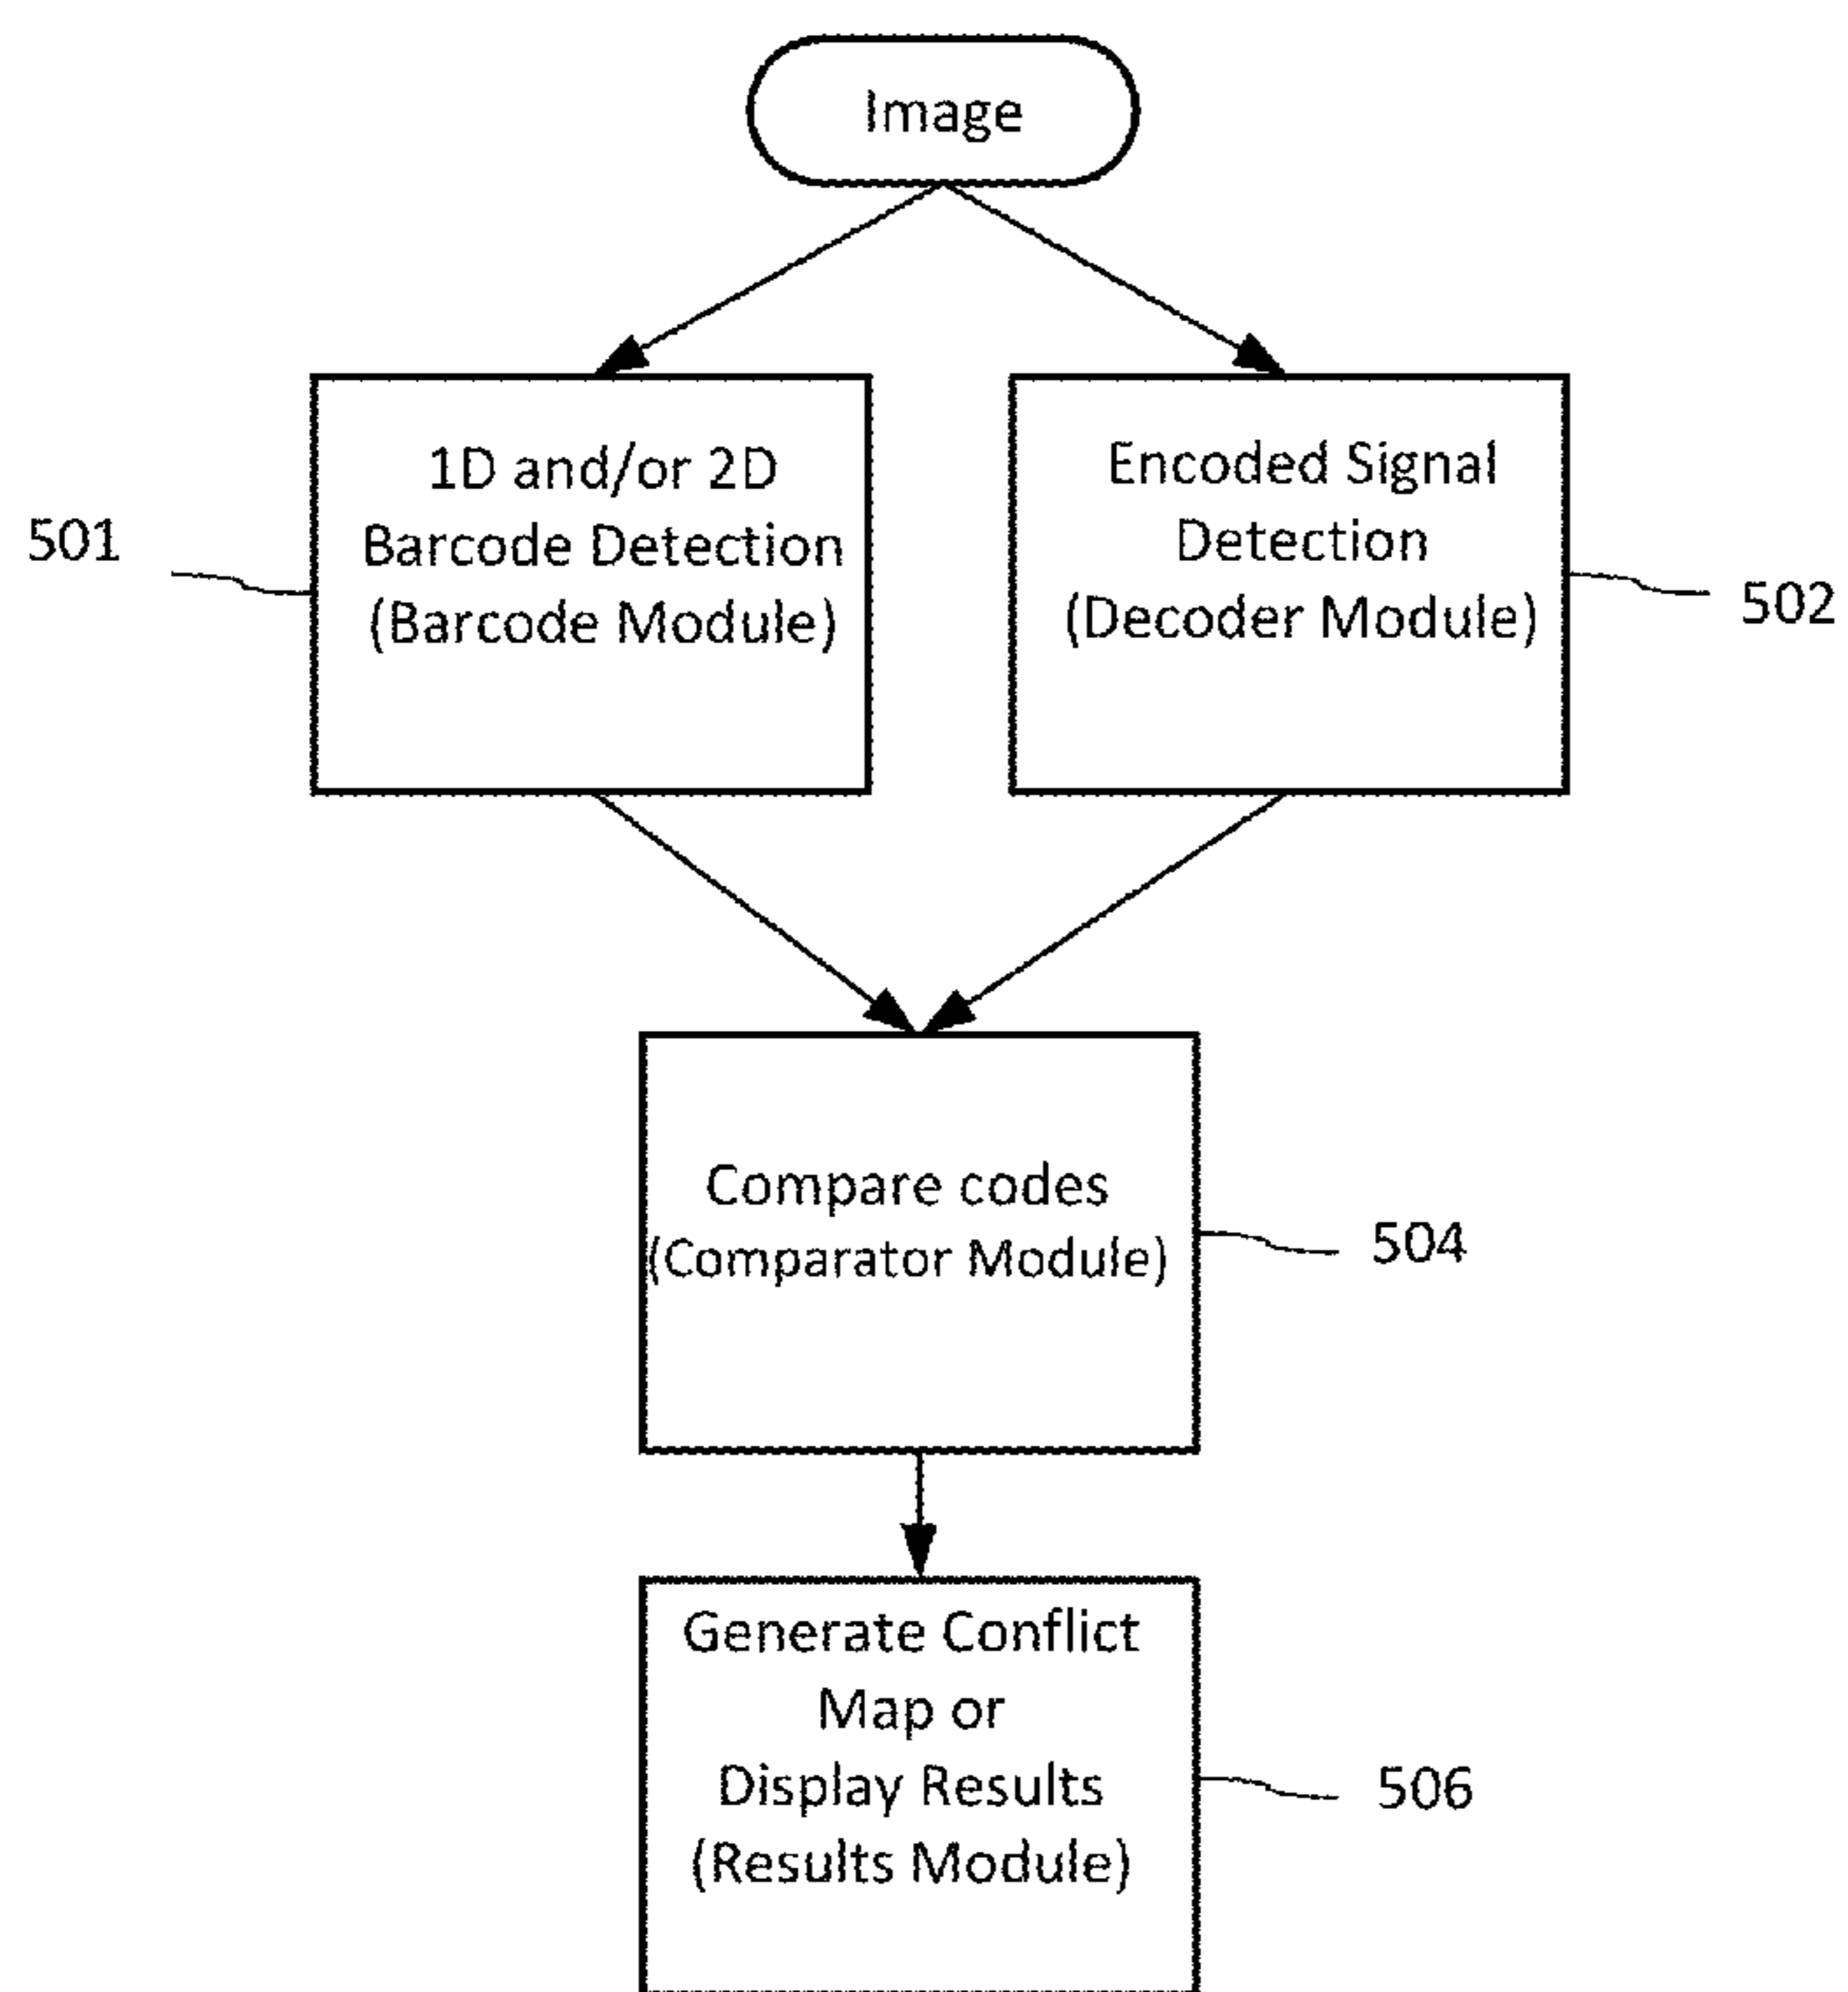 Image
1D and/or 2D
Barcode Detection
(Barcode Module)
501
Encoded Signal
Detection
(Decoder Module)
502
Compare codes
(Comparator Module)
504
Generate Conflict
Map or
Display Results
(Results Module)
506